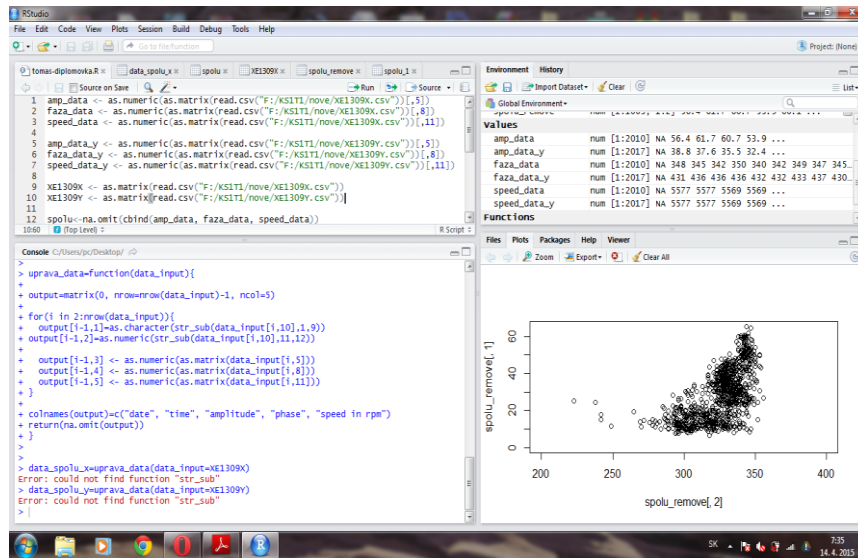 RStudio
File Edit Code View Plots Session Build Debug Tools Help
Go to file/function
Project: (None)
tomas-diplomovka.R
data_spolu_x
spolu
XE1309X
spolu_remove
spolu_1
Source on Save
Run
Source
1 amp_data <- as.numeric(as.matrix(read.csv("F:/KS1T1/nove/XE1309X.csv"))[,5])
2 faza_data <- as.numeric(as.matrix(read.csv("F:/KS1T1/nove/XE1309X.csv"))[,8])
3 speed_data <- as.numeric(as.matrix(read.csv("F:/KS1T1/nove/XE1309X.csv"))[,11])
4
5 amp_data_y <- as.numeric(as.matrix(read.csv("F:/KS1T1/nove/XE1309Y.csv"))[,5])
6 faza_data_y <- as.numeric(as.matrix(read.csv("F:/KS1T1/nove/XE1309Y.csv"))[,8])
7 speed_data_y <- as.numeric(as.matrix(read.csv("F:/KS1T1/nove/XE1309Y.csv"))[,11])
8
9 XE1309X <- as.matrix(read.csv("F:/KS1T1/nove/XE1309X.csv"))
10 XE1309Y <- as.matrix(read.csv("F:/KS1T1/nove/XE1309Y.csv"))
11
12 spolu<-na.omit(cbind(amp_data, faza_data, speed_data))
10:60 (Top Level) R Script
Console C:/Users/pc/Desktop/
>
> uprava_data=function(data_input){
+
+ output=matrix(0, nrow=nrow(data_input)-1, ncol=5)
+
+ for(i in 2:nrow(data_input)){
+ output[i-1,1]=as.character(str_sub(data_input[i,10],1,9))
+ output[i-1,2]=as.numeric(str_sub(data_input[i,10],11,12))
+
+ output[i-1,3] <- as.numeric(as.matrix(data_input[i,5]))
+ output[i-1,4] <- as.numeric(as.matrix(data_input[i,8]))
+ output[i-1,5] <- as.numeric(as.matrix(data_input[i,11]))
+ }
+
+ colnames(output)=c("date", "time", "amplitude", "phase", "speed in rpm")
+ return(na.omit(output))
+ }
>
>
> data_spolu_x=uprava_data(data_input=XE1309X)
Error: could not find function "str_sub"
> data_spolu_y=uprava_data(data_input=XE1309Y)
Error: could not find function "str_sub"
>
Environment History
Import Dataset Clear List
Global Environment
Values
amp_data num [1:2010] NA 56.4 61.7 60.7 53.9 ...
amp_data_y num [1:2017] NA 38.8 37.6 35.5 32.4 ...
faza_data num [1:2010] NA 348 345 342 350 340 342 349 347 345...
faza_data_y num [1:2017] NA 431 436 436 436 432 432 433 437 430...
speed_data num [1:2010] NA 5577 5577 5569 5569 ...
speed_data_y num [1:2017] NA 5577 5577 5569 5569 ...
Functions
Files Plots Packages Help Viewer
Zoom Export Clear All
spolu_remove[, 1]
60
40
20
0
200 250 300 350 400
spolu_remove[, 2]
SK
7:35
14. 4. 2015